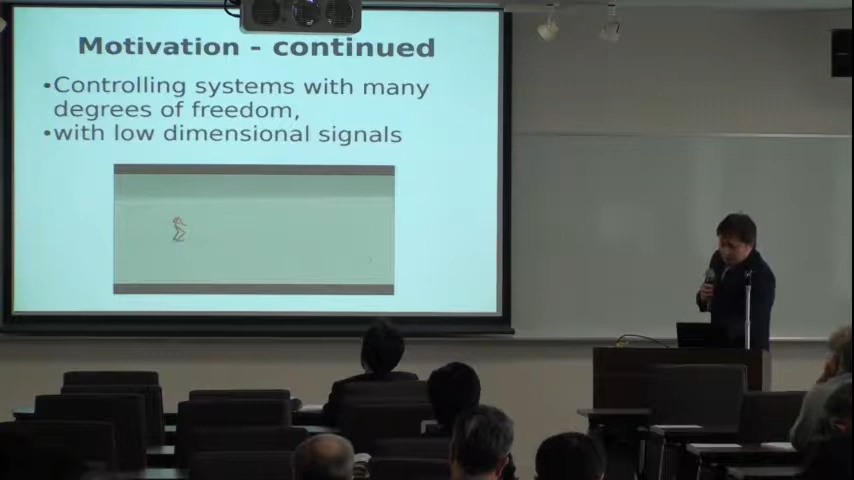 Motivation - continued
•Controlling systems with many
degrees of freedom,
•with low dimensional signals